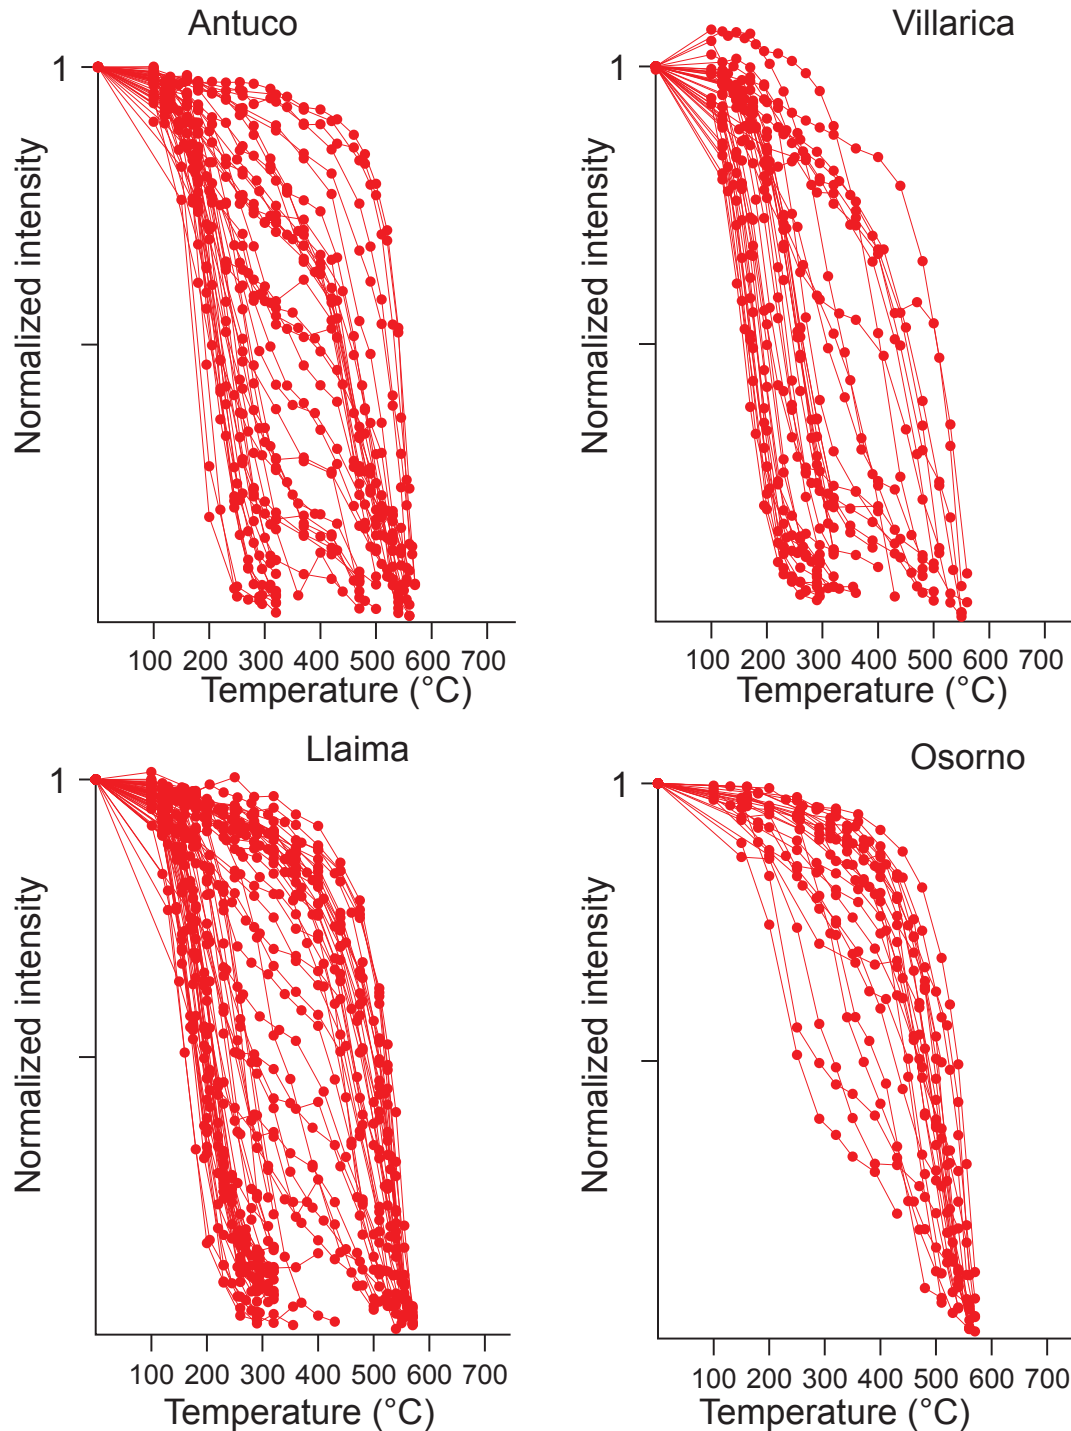 Antuco
1
Normalized intensity
100 200 300 400 500 600 700
Temperature (°C)
Villarica
1
Normalized intensity
100 200 300 400 500 600 700
Temperature (°C)
Llaima
1
Normalized intensity
100 200 300 400 500 600 700
Temperature (°C)
Osorno
1
Normalized intensity
100 200 300 400 500 600 700
Temperature (°C)